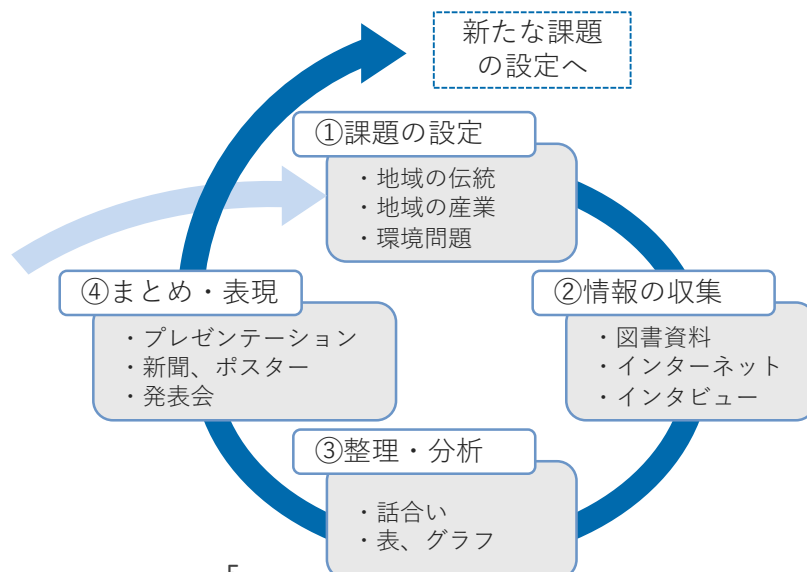 新たな課題
の設定へ
①課題の設定
・地域の伝統
・地域の産業
・環境問題
②情報の収集
・図書資料
・インターネット
・インタビュー
③整理・分析
・話合い
・表、グラフ
④まとめ・表現
・プレゼンテーション
・新聞、ポスター
・発表会